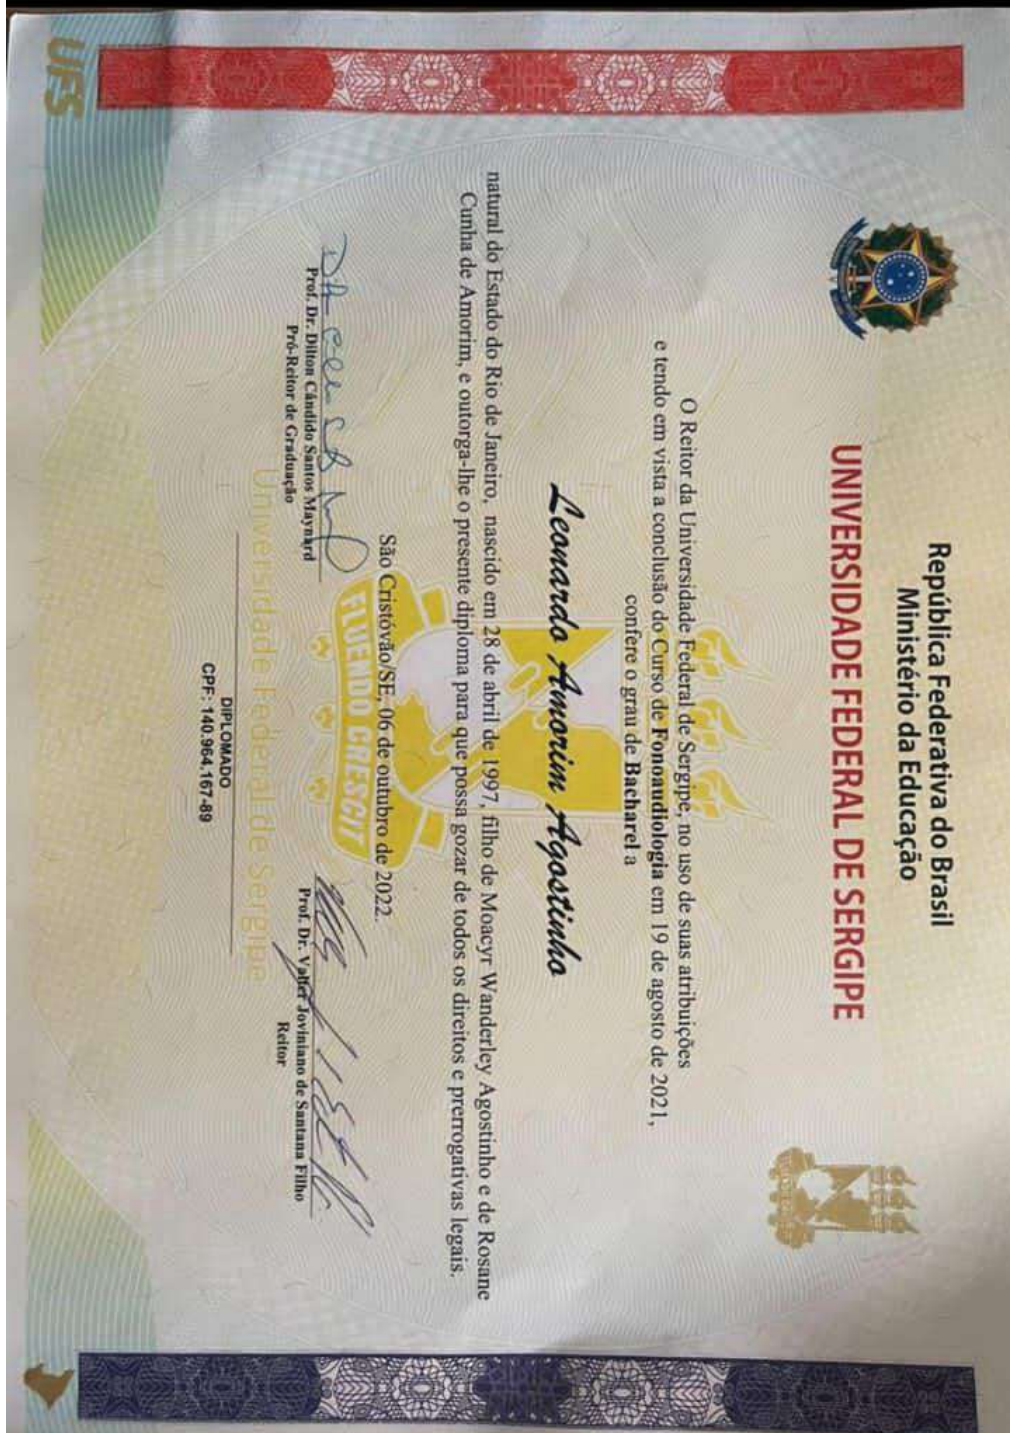 República Federativa do Brasil
Ministério da Educação
UNIVERSIDADE FEDERAL DE SERGIPE
O Reitor da Universidade Federal de Sergipe, no uso de suas atribuições
e tendo em vista a conclusão do Curso de Fonoaudiologia em 19 de agosto de 2021,
confere o grau de Bacharel a
Leonardo Amorim Agostinho
natural do Estado do Rio de Janeiro, nascido em 28 de abril de 1997, filho de Moacyr Wanderley Agostinho e de Rosane
Cunha de Amorim, e outorga-lhe o presente diploma para que possa gozar de todos os direitos e prerrogativas legais.
São Cristóvão/SE, 06 de outubro de 2022.
FLUENDO CRESCIT
Prof. Dr. Dilton Cândido Santos Maynard
Pró-Reitor de Graduação
Prof. Dr. Valter Joviniano de Santana Filho
Reitor
Universidade Federal de Sergipe
DIPLOMADO
CPF: 140.964.167-89
UFS